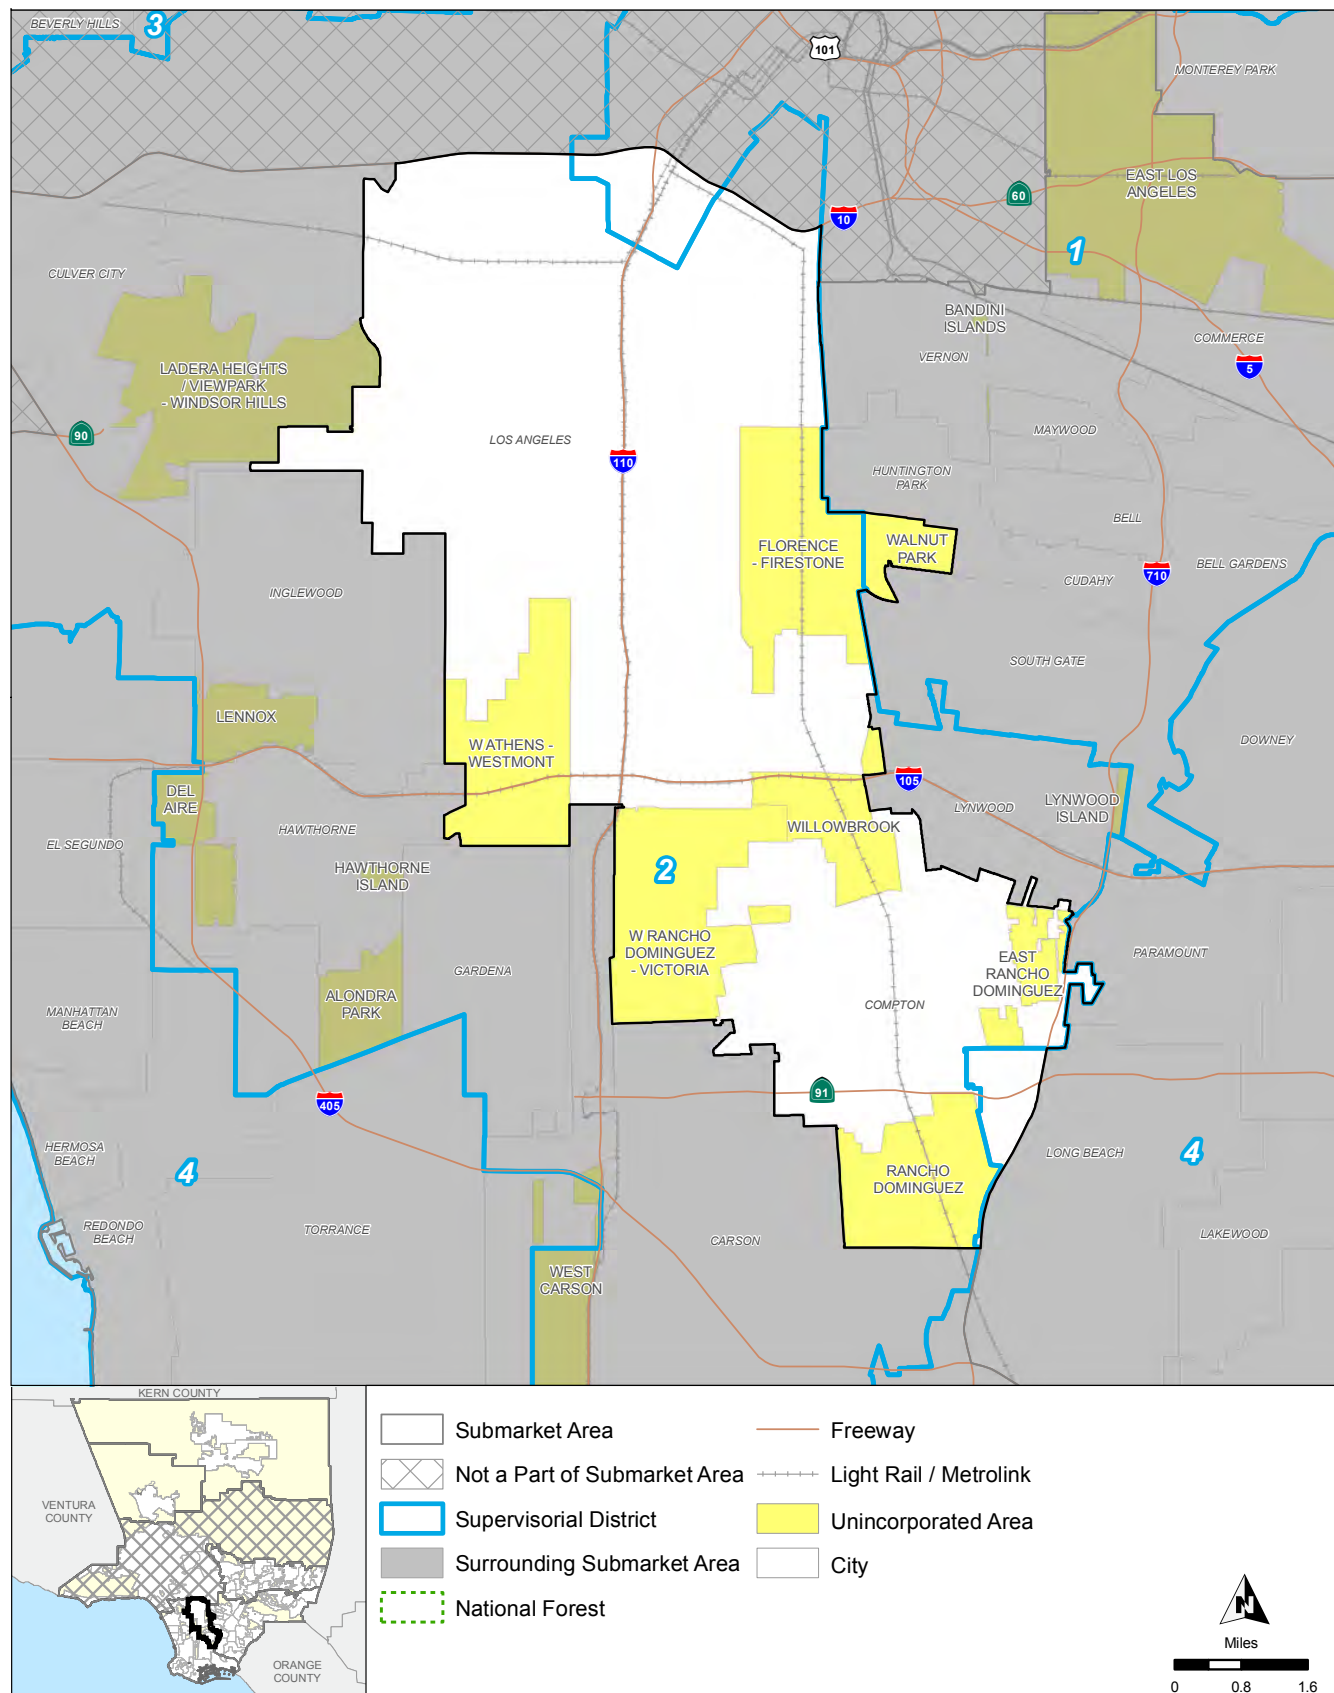 BEVERLY HILLS
3
101
MONTEREY PARK
EAST LOS
ANGELES
60
10
1
CULVER CITY
BANDINI
ISLANDS
VERNON
COMMERCE
5
LADERA HEIGHTS
/ VIEWPARK
- WINDSOR HILLS
90
LOS ANGELES
110
MAYWOOD
HUNTINGTON
PARK
BELL
FLORENCE
- FIRESTONE
WALNUT
PARK
710
BELL GARDENS
CUDAHY
INGLEWOOD
SOUTH GATE
LENNOX
DOWNEY
W ATHENS -
WESTMONT
105
DEL
AIRE
LYNWOOD
LYNWOOD
ISLAND
EL SEGUNDO
HAWTHORNE
WILLOWBROOK
HAWTHORNE
ISLAND
2
W RANCHO
DOMINGUEZ
- VICTORIA
GARDENA
EAST
RANCHO
DOMINGUEZ
PARAMOUNT
ALONDRA
PARK
COMPTON
MANHATTAN
BEACH
405
91
HERMOSA
BEACH
4
RANCHO
DOMINGUEZ
LONG BEACH
4
REDONDO
BEACH
TORRANCE
CARSON
LAKEWOOD
WEST
CARSON
KERN COUNTY
VENTURA
COUNTY
ORANGE
COUNTY
Submarket Area
Not a Part of Submarket Area
Supervisorial District
Surrounding Submarket Area
National Forest
Freeway
Light Rail / Metrolink
Unincorporated Area
City
N
Miles
0 0.8 1.6